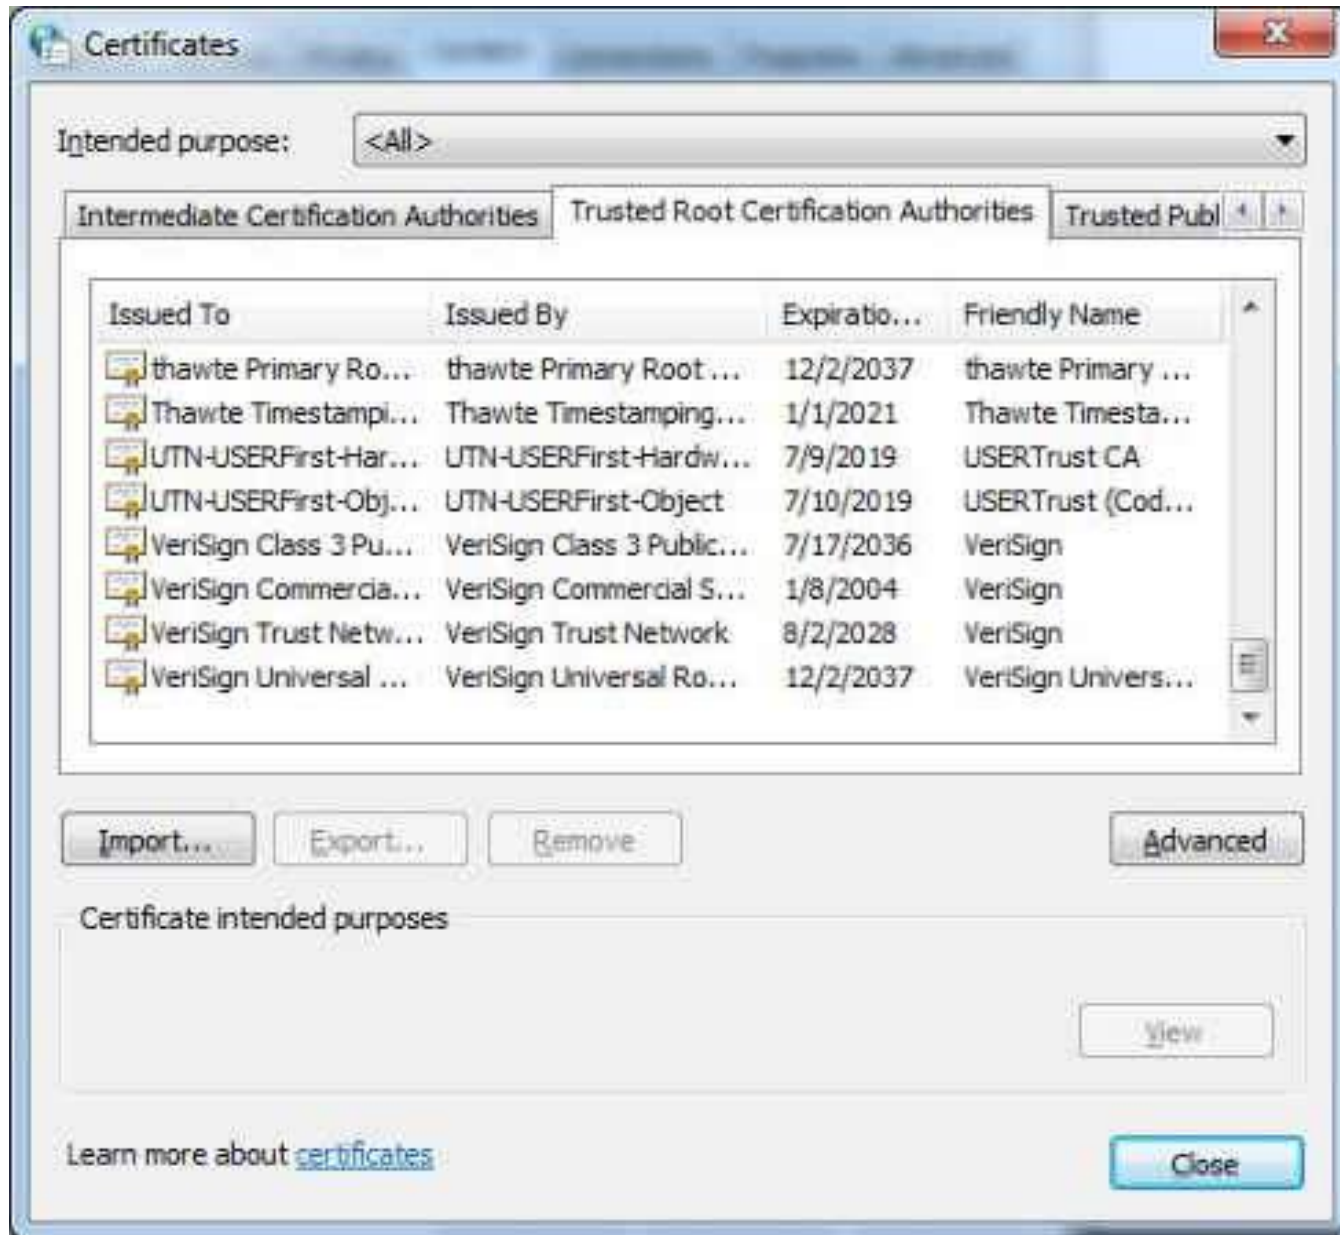 Certificates
Intended purpose: <All>
Intermediate Certification Authorities Trusted Root Certification Authorities Trusted Publ
Issued To Issued By Expiratio... Friendly Name
thawte Primary Ro... thawte Primary Root ... 12/2/2037 thawte Primary ...
Thawte Timestampi... Thawte Timestamping... 1/1/2021 Thawte Timesta...
UTN-USERFirst-Har... UTN-USERFirst-Hardw... 7/9/2019 USERTrust CA
UTN-USERFirst-Obj... UTN-USERFirst-Object 7/10/2019 USERTrust (Cod...
VeriSign Class 3 Pu... VeriSign Class 3 Public... 7/17/2036 VeriSign
VeriSign Commercia... VeriSign Commercial S... 1/8/2004 VeriSign
VeriSign Trust Netw... VeriSign Trust Network 8/2/2028 VeriSign
VeriSign Universal ... VeriSign Universal Ro... 12/2/2037 VeriSign Univers...
Import... Export... Remove Advanced
Certificate intended purposes
View
Learn more about certificates
Close